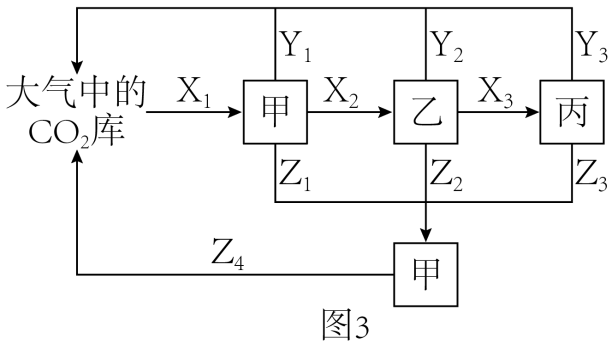 Y₁
Y₂
Y₃
大气中的
CO₂库
X₁
甲
X₂
乙
X₃
丙
Z₁
Z₂
Z₃
Z₄
甲
图3